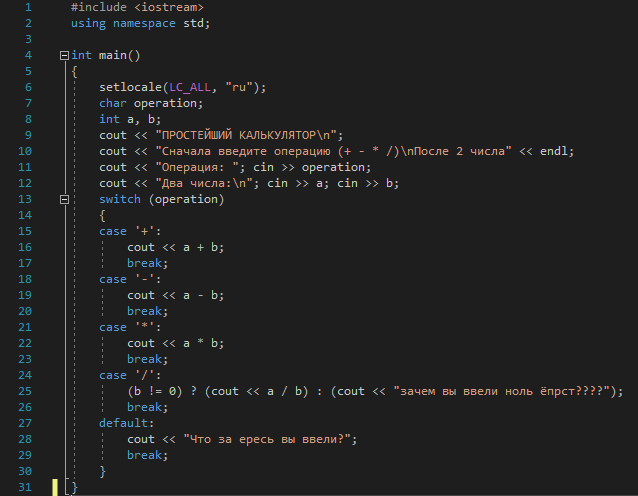 1 #include <iostream>
2 using namespace std;
3
4 int main()
5 {
6 setlocale(LC_ALL, "ru");
7 char operation;
8 int a, b;
9 cout << "ПРОСТЕЙШИЙ КАЛЬКУЛЯТОР\n";
10 cout << "Сначала введите операцию (+ - * /)\nПосле 2 числа" << endl;
11 cout << "Операция: "; cin >> operation;
12 cout << "Два числа:\n"; cin >> a; cin >> b;
13 switch (operation)
14 {
15 case '+':
16 cout << a + b;
17 break;
18 case '-':
19 cout << a - b;
20 break;
21 case '*':
22 cout << a * b;
23 break;
24 case '/':
25 (b != 0) ? (cout << a / b) : (cout << "зачем вы ввели ноль ёпрст????");
26 break;
27 default:
28 cout << "Что за ересь вы ввели?";
29 break;
30 }
31 }